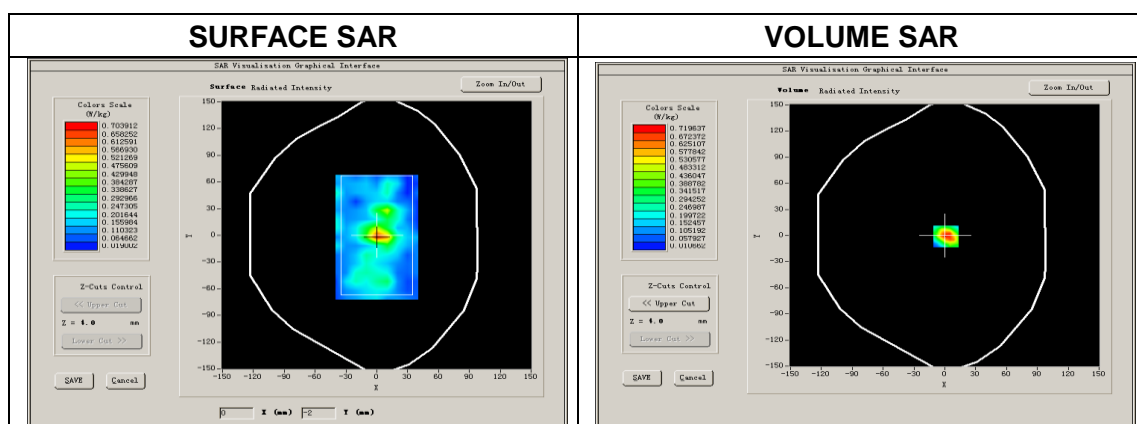 SURFACE SAR
VOLUME SAR
SAR Visualisation Graphical Interface
Surface Radiated Intensity
Zoom In/Out
Colors Scale
(W/kg)
0.703912
0.658252
0.612591
0.566930
0.521269
0.475609
0.429948
0.384287
0.338627
0.292966
0.247305
0.201644
0.155984
0.110323
0.064662
0.019002
Z-Cuts Control
<< Upper Cut
Z = 4.0 mm
Lower Cut >>
SAVE Cancel
150
120
90
60
30
0
-30
-60
-90
-120
-150
Y
-150 -120 -90 -60 -30 0 30 60 90 120 150
X
0 X (mm) -2 Y (mm)
SAR Visualisation Graphical Interface
Volume Radiated Intensity
Zoom In/Out
Colors Scale
(W/kg)
0.719637
0.672372
0.625107
0.577842
0.530577
0.483312
0.436047
0.388782
0.341517
0.294252
0.246987
0.199722
0.152457
0.105192
0.057927
0.010662
Z-Cuts Control
<< Upper Cut
Z = 4.0 mm
Lower Cut >>
SAVE Cancel
150
120
90
60
30
0
-30
-60
-90
-120
-150
Y
-150 -120 -90 -60 -30 0 30 60 90 120 150
X